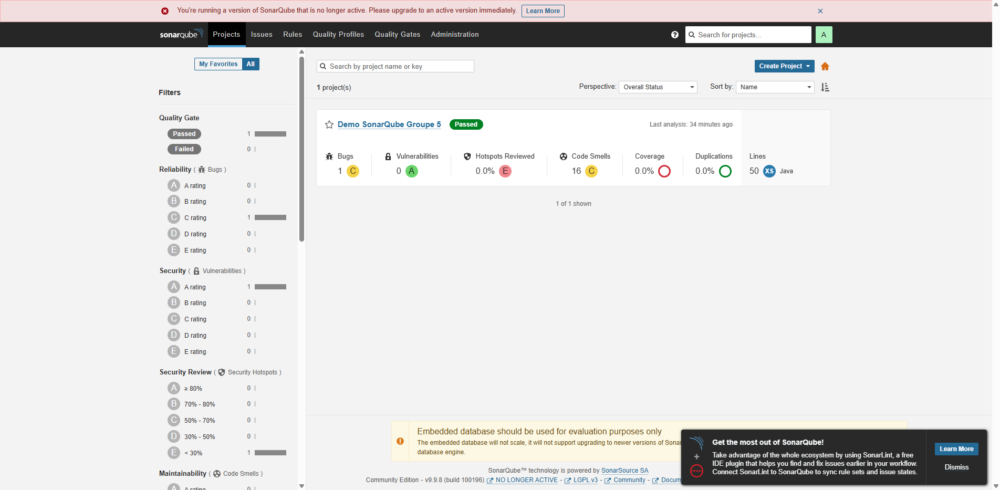 You're running a version of SonarQube that is no longer active. Please upgrade to an active version immediately. Learn More
sonarqube Projects Issues Rules Quality Profiles Quality Gates Administration Search for projects... A
My Favorites All
Search by project name or key
Create Project
1 project(s)
Perspective: Overall Status
Sort by: Name
Filters
Quality Gate
Passed 1
Failed 0
Reliability ( Bugs )
A A rating 0
B B rating 0
C C rating 1
D D rating 0
E E rating 0
Security ( Vulnerabilities )
A A rating 1
B B rating 0
C C rating 0
D D rating 0
E E rating 0
Security Review ( Security Hotspots )
A ≥ 80% 0
B 70% - 80% 0
C 50% - 70% 0
D 30% - 50% 0
E < 30% 1
Maintainability ( Code Smells )
A A rating 0
Demo SonarQube Groupe 5 Passed
Last analysis: 34 minutes ago
Bugs Vulnerabilities Hotspots Reviewed Code Smells Coverage Duplications Lines
1 C 0 A 0.0% E 16 C 0.0% 0.0% 50 XS Java
1 of 1 shown
Embedded database should be used for evaluation purposes only
The embedded database will not scale, it will not support upgrading to newer versions of Sonar
database engine.
SonarQube™ technology is powered by SonarSource SA
Community Edition - v9.9.8 (build 100196) NO LONGER ACTIVE - LGPL v3 - Community - Docum
Get the most out of SonarQube!
Take advantage of the whole ecosystem by using SonarLint, a free
IDE plugin that helps you find and fix issues earlier in your workflow.
Connect SonarLint to SonarQube to sync rule sets and issue states.
Learn More
Dismiss